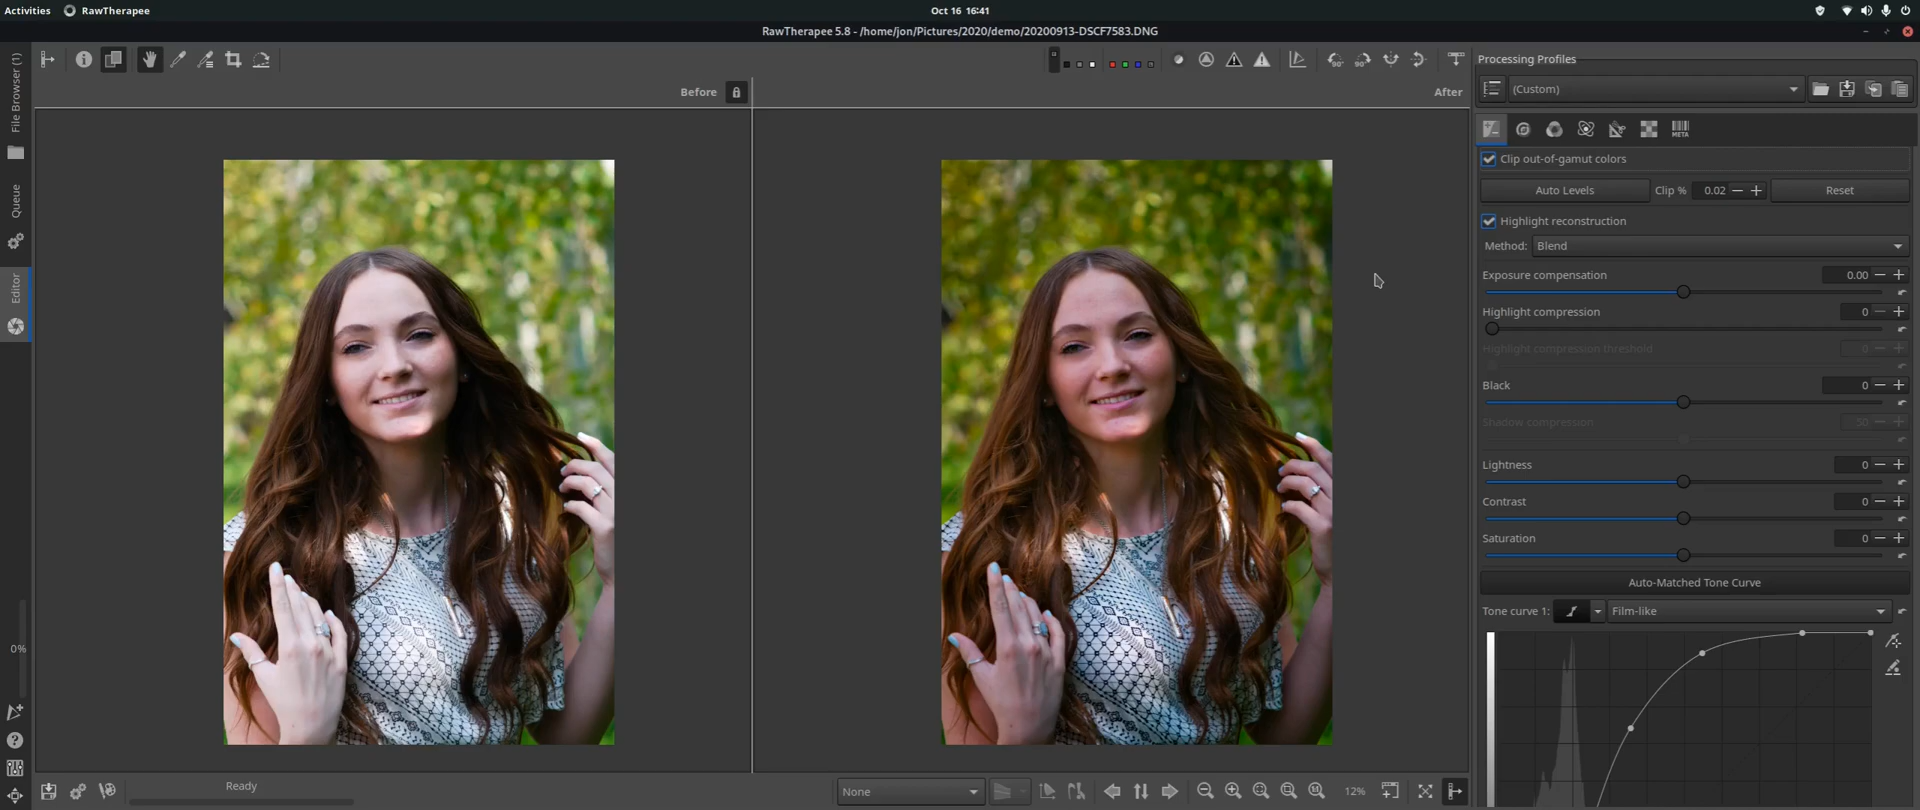 Activities
RawTherapee
Oct 16 16:41
RawTherapee 5.8 - /home/jon/Pictures/2020/demo/20200913-DSCF7583.DNG
File Browser (1)
Queue
Editor
0%
Before
After
Processing Profiles
(Custom)
META
Clip out-of-gamut colors
Auto Levels
Clip % 0.02
Reset
Highlight reconstruction
Method: Blend
Exposure compensation 0.00
Highlight compression 0
Highlight compression threshold 0
Black 0
Shadow compression 50
Lightness 0
Contrast 0
Saturation 0
Auto-Matched Tone Curve
Tone curve 1: Film-like
Ready
None
12%